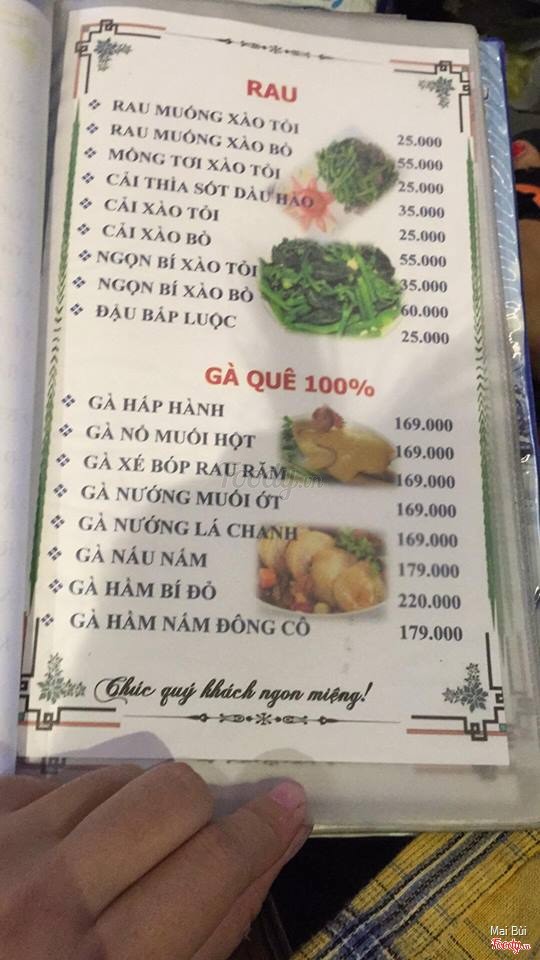 RAU
RAU MUỐNG XÀO TỎI 25.000
RAU MUỐNG XÀO BÒ 55.000
MỒNG TƠI XÀO TỎI 25.000
CẢI THÌA SỐT DẦU HÀO 35.000
CẢI XÀO TỎI 25.000
CẢI XÀO BÒ 55.000
NGỌN BÍ XÀO TỎI 35.000
NGỌN BÍ XÀO BÒ 60.000
ĐẬU BẮP LUỘC 25.000
GÀ QUÊ 100%
GÀ HẤP HÀNH 169.000
GÀ NỔ MUỐI HỘT 169.000
GÀ XÉ BÓP RAU RĂM 169.000
GÀ NƯỚNG MUỐI ỚT 169.000
GÀ NƯỚNG LÁ CHANH 169.000
GÀ NẤU NẤM 179.000
GÀ HẦM BÍ ĐỎ 220.000
GÀ HẦM NẤM ĐÔNG CÔ 179.000
Chúc quý khách ngon miệng!
foody.vn
Mai Bùi
Foody.vn